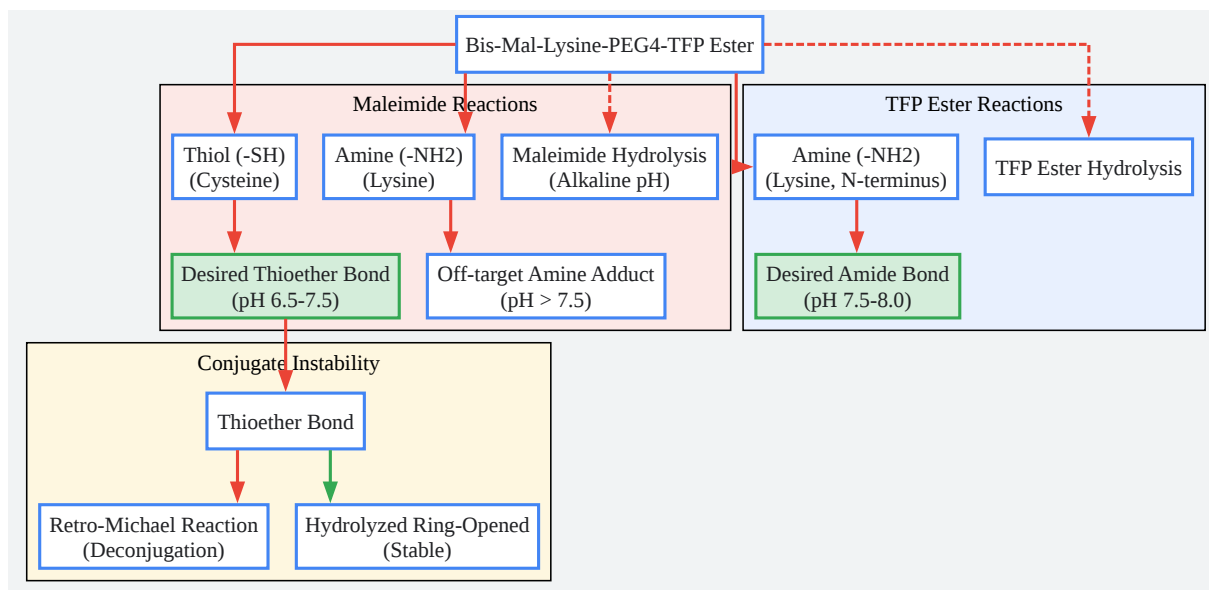 Bis-Mal-Lysine-PEG4-TFP Ester
Maleimide Reactions
Thiol (-SH)
(Cysteine)
Amine (-NH2)
(Lysine)
Maleimide Hydrolysis
(Alkaline pH)
Desired Thioether Bond
(pH 6.5-7.5)
Off-target Amine Adduct
(pH > 7.5)
TFP Ester Reactions
Amine (-NH2)
(Lysine, N-terminus)
TFP Ester Hydrolysis
Desired Amide Bond
(pH 7.5-8.0)
Conjugate Instability
Thioether Bond
Retro-Michael Reaction
(Deconjugation)
Hydrolyzed Ring-Opened
(Stable)